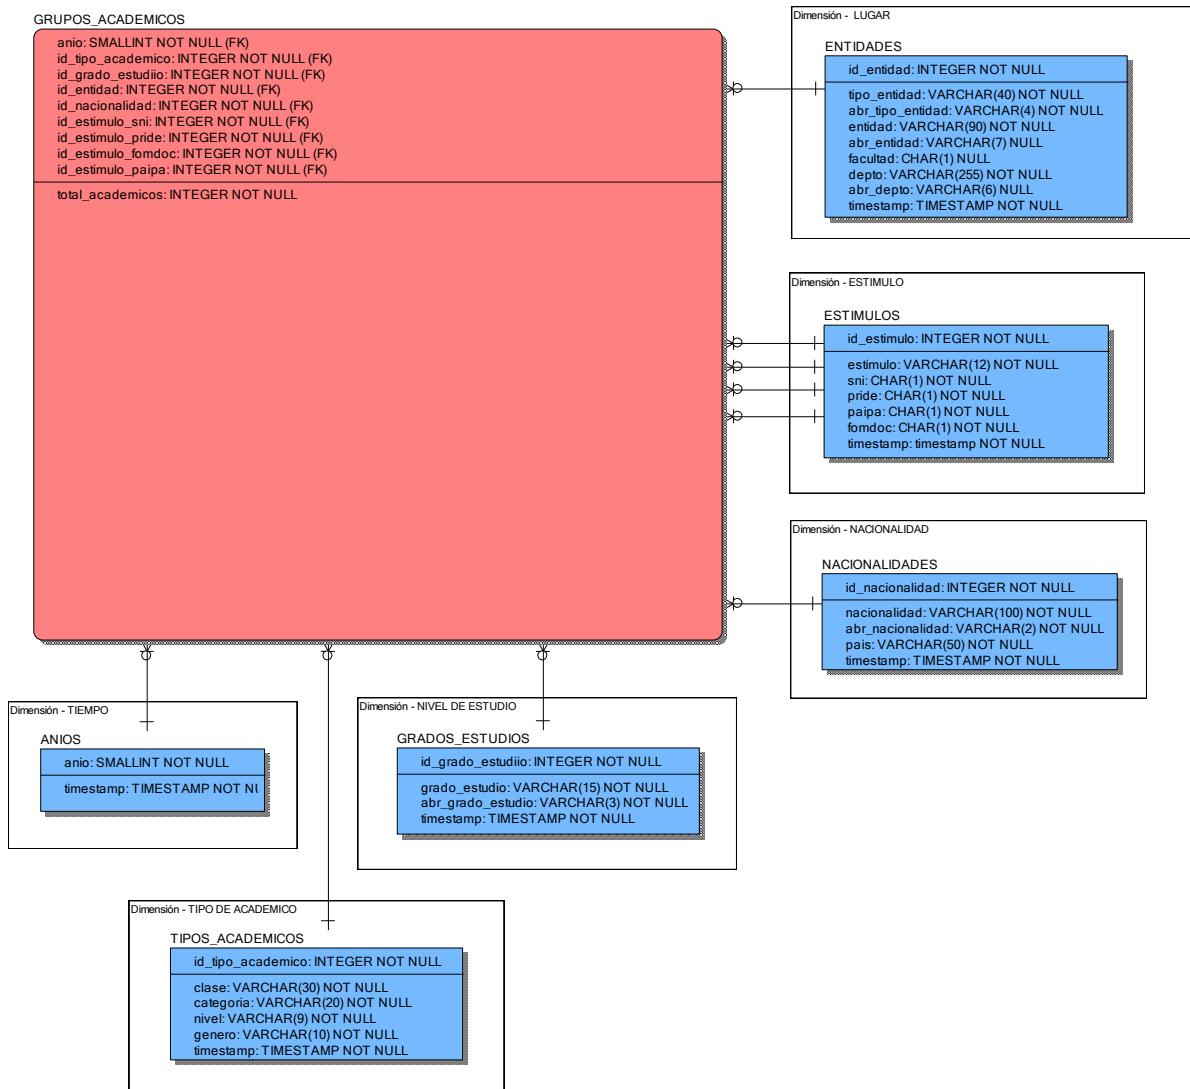 GRUPOS_ACADEMICOS
anio: SMALLINT NOT NULL (FK)
id_tipo_academico: INTEGER NOT NULL (FK)
id_grado_estudiio: INTEGER NOT NULL (FK)
id_entidad: INTEGER NOT NULL (FK)
id_nacionalidad: INTEGER NOT NULL (FK)
id_estimulo_sni: INTEGER NOT NULL (FK)
id_estimulo_pride: INTEGER NOT NULL (FK)
id_estimulo_fomdoc: INTEGER NOT NULL (FK)
id_estimulo_paipa: INTEGER NOT NULL (FK)
total_academicos: INTEGER NOT NULL
Dimensión - LUGAR
ENTIDADES
id_entidad: INTEGER NOT NULL
tipo_entidad: VARCHAR(40) NOT NULL
abr_tipo_entidad: VARCHAR(4) NOT NULL
entidad: VARCHAR(90) NOT NULL
abr_entidad: VARCHAR(7) NULL
facultad: CHAR(1) NULL
depto: VARCHAR(255) NOT NULL
abr_depto: VARCHAR(6) NULL
timestamp: TIMESTAMP NOT NULL
Dimensión - ESTIMULO
ESTIMULOS
id_estimulo: INTEGER NOT NULL
estimulo: VARCHAR(12) NOT NULL
sni: CHAR(1) NOT NULL
pride: CHAR(1) NOT NULL
paipa: CHAR(1) NOT NULL
fomdoc: CHAR(1) NOT NULL
timestamp: timestamp NOT NULL
Dimensión - NACIONALIDAD
NACIONALIDADES
id_nacionalidad: INTEGER NOT NULL
nacionalidad: VARCHAR(100) NOT NULL
abr_nacionalidad: VARCHAR(2) NOT NULL
pais: VARCHAR(50) NOT NULL
timestamp: TIMESTAMP NOT NULL
Dimensión - TIEMPO
ANIOS
anio: SMALLINT NOT NULL
timestamp: TIMESTAMP NOT NU
Dimensión - NIVEL DE ESTUDIO
GRADOS_ESTUDIOS
id_grado_estudiio: INTEGER NOT NULL
grado_estudio: VARCHAR(15) NOT NULL
abr_grado_estudio: VARCHAR(3) NOT NULL
timestamp: TIMESTAMP NOT NULL
Dimensión - TIPO DE ACADEMICO
TIPOS_ACADEMICOS
id_tipo_academico: INTEGER NOT NULL
clase: VARCHAR(30) NOT NULL
categoria: VARCHAR(20) NOT NULL
nivel: VARCHAR(9) NOT NULL
genero: VARCHAR(10) NOT NULL
timestamp: TIMESTAMP NOT NULL